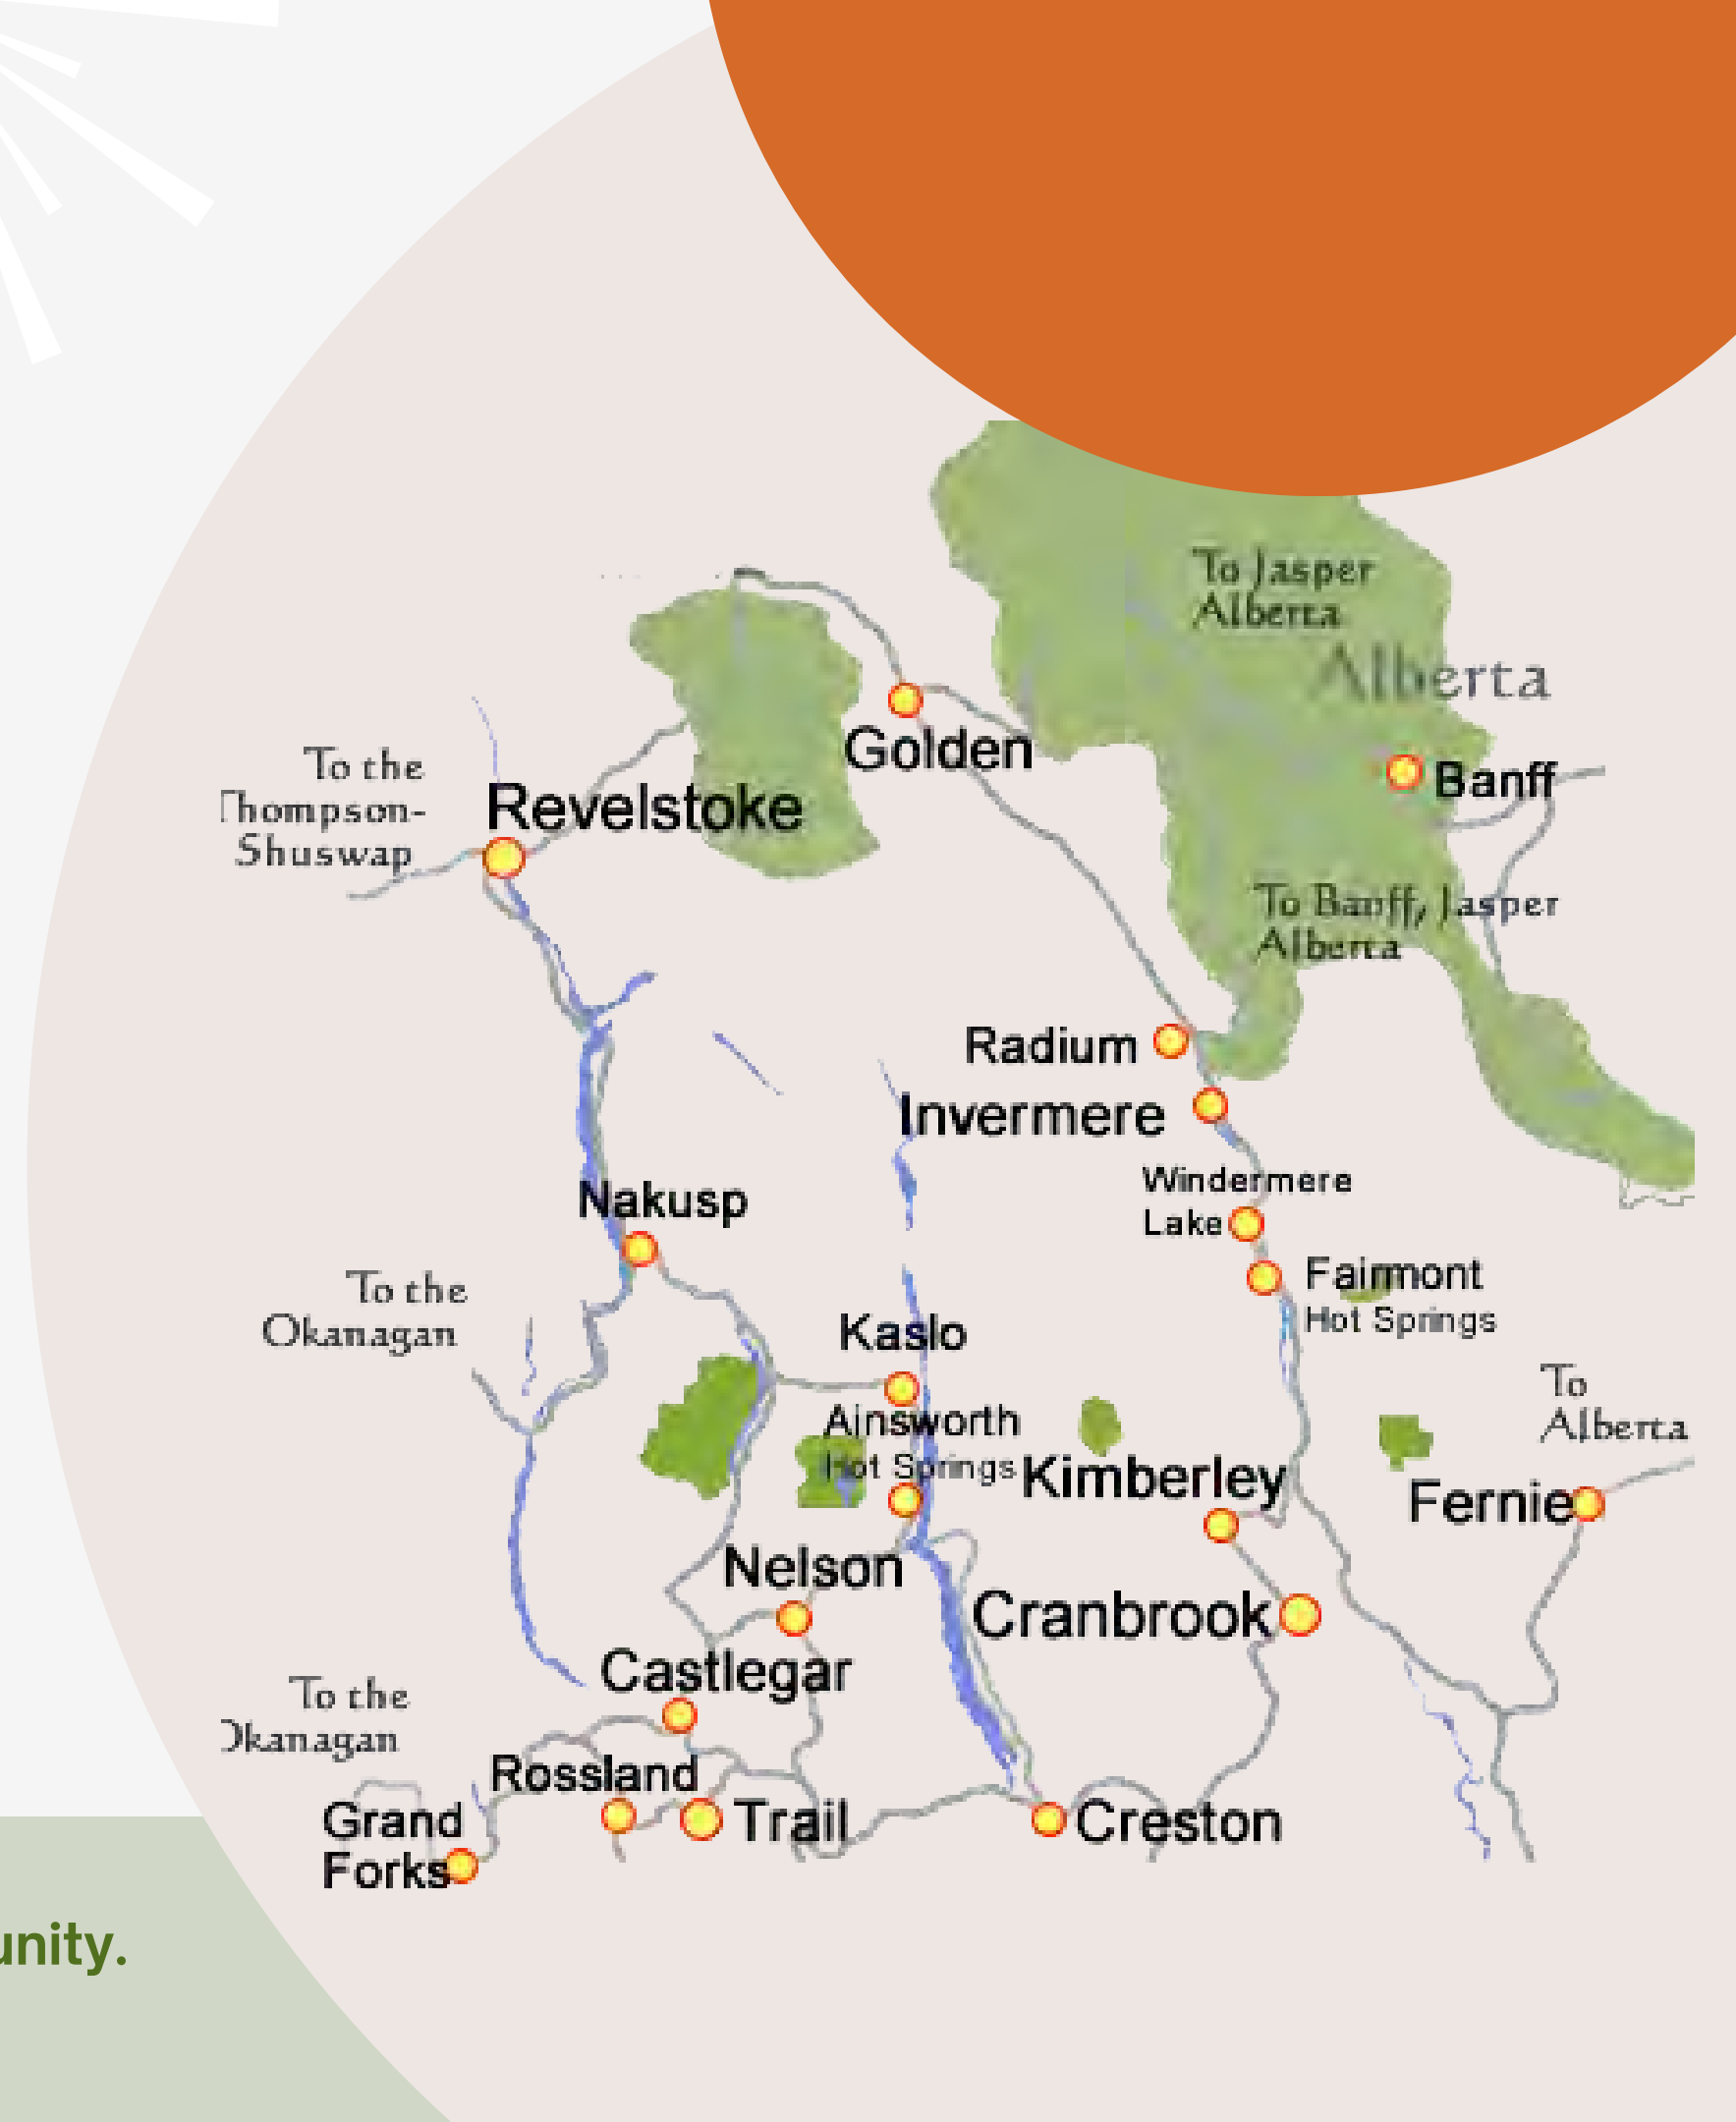 To Jasper
Alberta
Alberta
Golden
Banff
To the
Thompson-
Shuswap
Revelstoke
To Banff, Jasper
Alberta
Radium
Invermere
Windermere
Lake
Nakusp
Fairmont
Hot Springs
To the
Okanagan
Kaslo
To
Alberta
Ainsworth
Hot Springs
Kimberley
Fernie
Nelson
Cranbrook
Castlegar
To the
Okanagan
Rossland
Grand
Forks
Trail
Creston
unity.